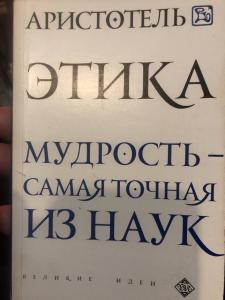 АРИСТОТЕЛЬ
ЭТИКА
МУДРОСТЬ –
САМАЯ ТОЧНАЯ
ИЗ НАУК
ВЕЛИКИЕ ИДЕИ